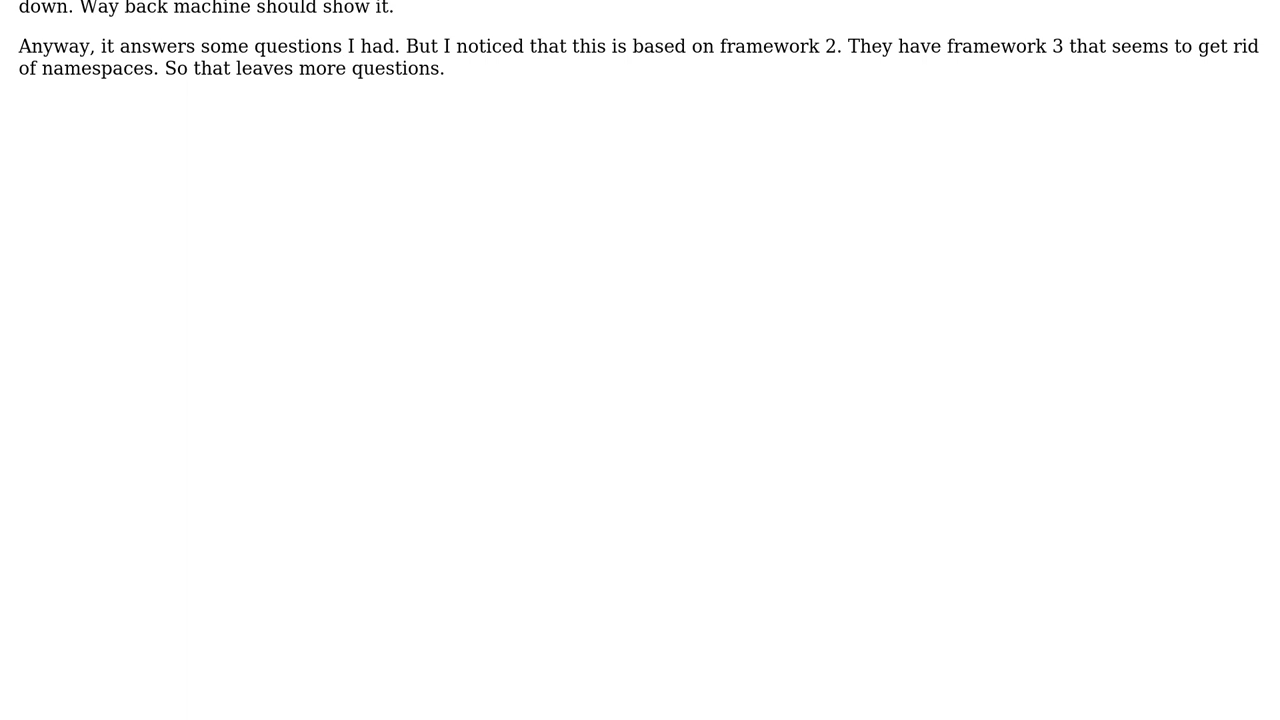 down. Way back machine should show it.
Anyway, it answers some questions I had. But I noticed that this is based on framework 2. They have framework 3 that seems to get rid
of namespaces. So that leaves more questions.